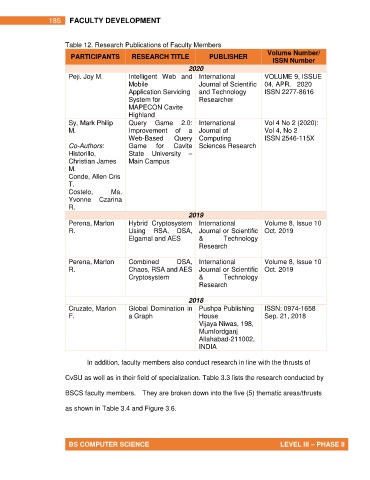 185 FACULTY DEVELOPMENT
Table 12. Research Publications of Faculty Members
PARTICIPANTS RESEARCH TITLE PUBLISHER Volume Number/ ISSN Number
2020
Peji. Joy M. Intelligent Web and International VOLUME 9, ISSUE
Mobile Journal of Scientific 04. APR. 2020
Application Servicing and Technology ISSN 2277-8616
System for Researcher
MAPECON Cavite
Highland
Sy, Mark Philip Query Game 2.0: International Vol 4 No 2 (2020):
M. Improvement of a Journal of Vol 4, No 2
Web-Based Query Computing ISSN 2546-115X
Co-Authors: Game for Cavite Sciences Research
Historillo, State University –
Christian James Main Campus
M.
Conde, Allen Cris
T.
Costelo, Ma.
Yvonne Czarina
R.
2019
Perena, Marlon Hybrid Cryptosystem International Volume 8, Issue 10
R. Using RSA, DSA, Journal or Scientific Oct. 2019
Elgamal and AES & Technology
Research
Perena, Marlon Combined DSA, International Volume 8, Issue 10
R. Chaos, RSA and AES Journal or Scientific Oct. 2019
Cryptosystem & Technology
Research
2018
Cruzate, Marlon Global Domination in Pushpa Publishing ISSN: 0974-1658
F. a Graph House Sep. 21, 2018
Vijaya Niwas, 198,
Mumfordganj
Allahabad-211002,
INDIA
In addition, faculty members also conduct research in line with the thrusts of
CvSU as well as in their field of specialization. Table 3.3 lists the research conducted by
BSCS faculty members. They are broken down into the five (5) thematic areas/thrusts
as shown in Table 3.4 and Figure 3.6.
BS COMPUTER SCIENCE LEVEL III – PHASE II